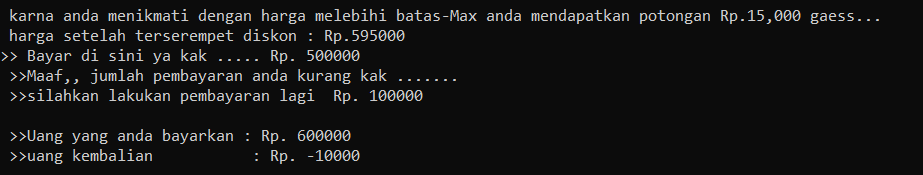 karna anda menikmati dengan harga melebihi batas-Max anda mendapatkan potongan Rp.15,000 gaess...
harga setelah terserempet diskon : Rp.595000
>> Bayar di sini ya kak ..... Rp. 500000
>>Maaf,, jumlah pembayaran anda kurang kak .......
>>silahkan lakukan pembayaran lagi  Rp. 100000

>>Uang yang anda bayarkan : Rp. 600000
>>uang kembalian           : Rp. -10000